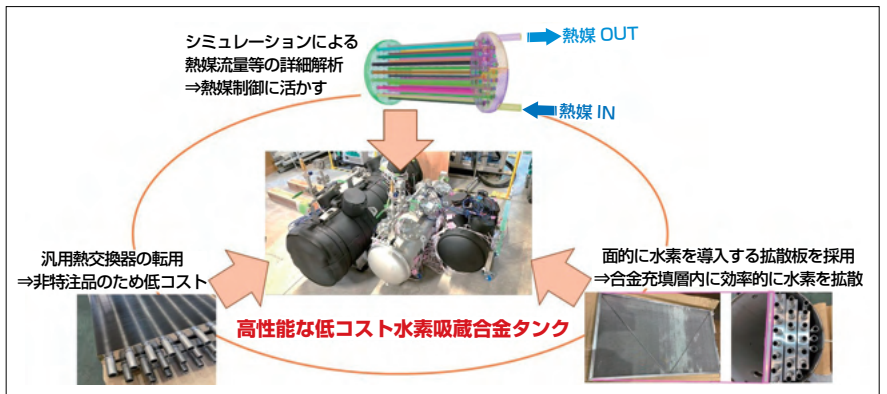 シミュレーションによる
熱媒流量等の詳細解析
⇒熱媒制御に活かす
熱媒 OUT
熱媒 IN
汎用熱交換器の転用
⇒非特注品のため低コスト
面的に水素を導入する拡散板を採用
⇒合金充填層内に効率的に水素を拡散
高性能な低コスト水素吸蔵合金タンク